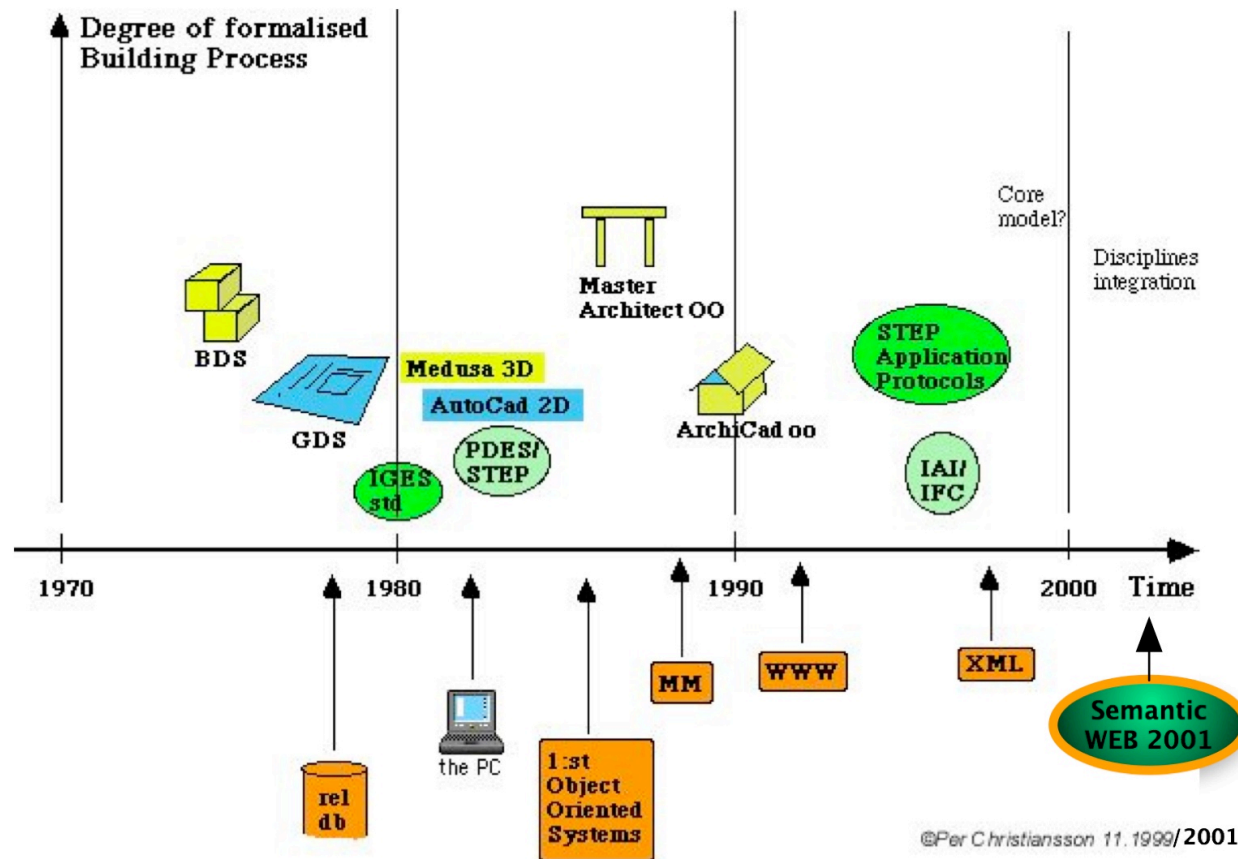 Degree of formalised
Building Process
Core
model?
Disciplines
integration
Master
Architect OO
BDS
STEP
Application
Protocols
Medusa 3D
AutoCad 2D
GDS
ArchiCad oo
PDES/
STEP
IGES
std
IAI/
IFC
1970
1980
1990
2000
Time
rel
db
the PC
1:st
Object
Oriented
Systems
MM
WWW
XML
Semantic
WEB 2001
©Per Christiansson 11.1999/2001